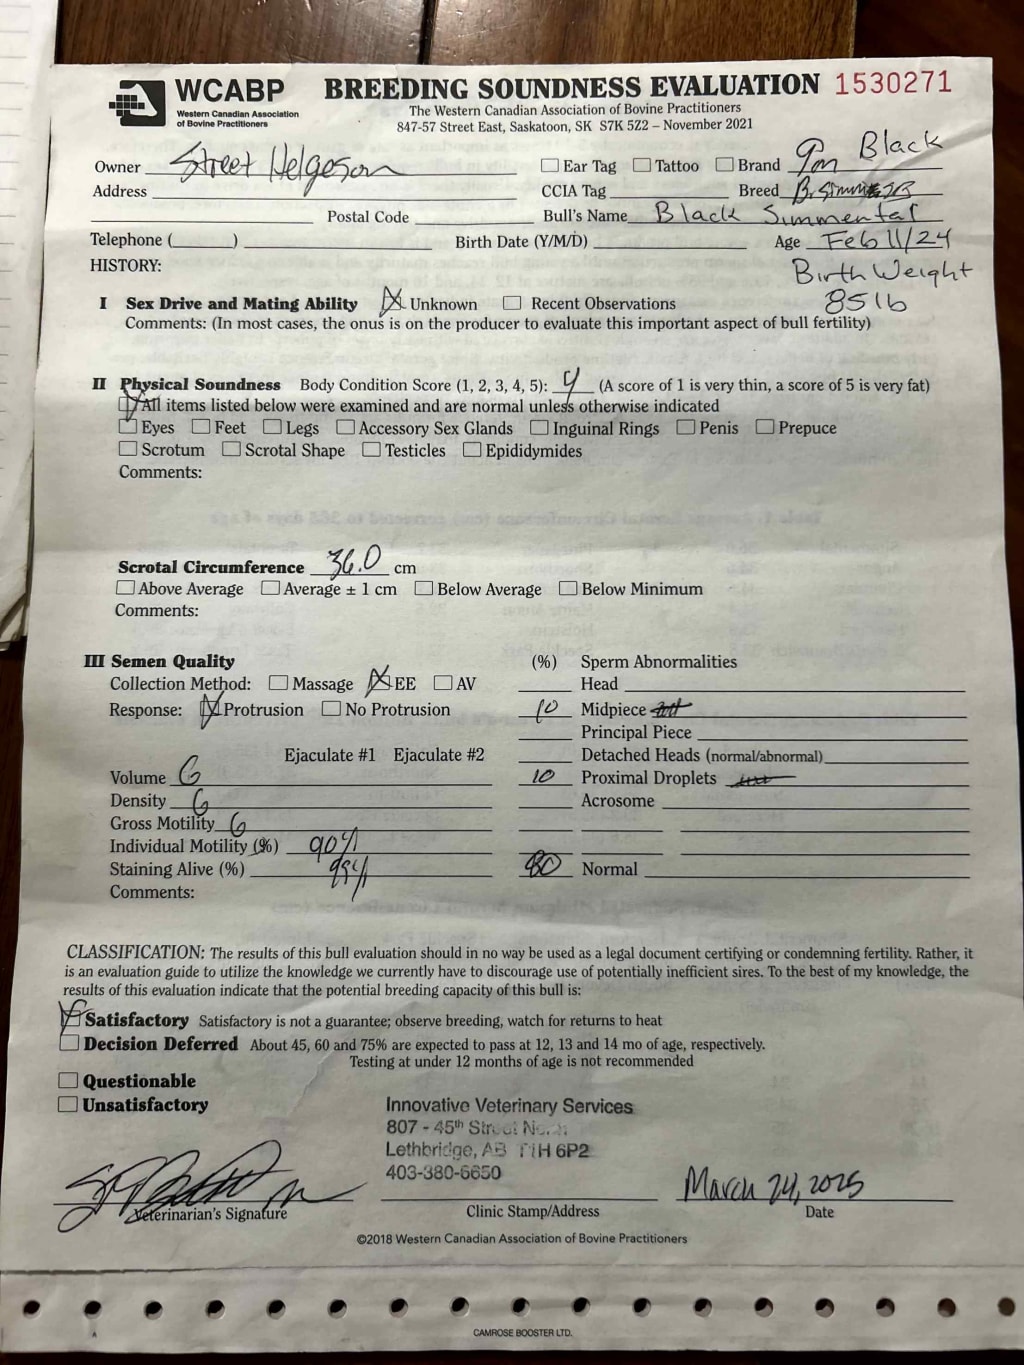 WCABP
Western Canadian Association
of Bovine Practitioners
BREEDING SOUNDNESS EVALUATION 1530271
The Western Canadian Association of Bovine Practitioners
847-57 Street East, Saskatoon, SK S7K 5Z2 – November 2021
Owner Street Helgeson Ear Tag Tattoo Brand 9m Black
Address CCIA Tag Breed B. Simm
Postal Code Bull's Name Black Simmental
Telephone ( ) Birth Date (Y/M/D) Age Feb 11/24
HISTORY: Birth Weight
I Sex Drive and Mating Ability Unknown Recent Observations 85 lb
Comments: (In most cases, the onus is on the producer to evaluate this important aspect of bull fertility)
II Physical Soundness Body Condition Score (1, 2, 3, 4, 5): 4 (A score of 1 is very thin, a score of 5 is very fat)
All items listed below were examined and are normal unless otherwise indicated
Eyes Feet Legs Accessory Sex Glands Inguinal Rings Penis Prepuce
Scrotum Scrotal Shape Testicles Epididymides
Comments:
Scrotal Circumference 36.0 cm
Above Average Average ± 1 cm Below Average Below Minimum
Comments:
III Semen Quality (%) Sperm Abnormalities
Collection Method: Massage EE AV Head
Response: Protrusion No Protrusion 10 Midpiece
Principal Piece
Ejaculate #1 Ejaculate #2 Detached Heads (normal/abnormal)
Volume G 10 Proximal Droplets
Density G Acrosome
Gross Motility G
Individual Motility (%) 90%
Staining Alive (%) 95% 80 Normal
Comments:
CLASSIFICATION: The results of this bull evaluation should in no way be used as a legal document certifying or condemning fertility. Rather, it
is an evaluation guide to utilize the knowledge we currently have to discourage use of potentially inefficient sires. To the best of my knowledge, the
results of this evaluation indicate that the potential breeding capacity of this bull is:
Satisfactory Satisfactory is not a guarantee; observe breeding, watch for returns to heat
Decision Deferred About 45, 60 and 75% are expected to pass at 12, 13 and 14 mo of age, respectively.
Testing at under 12 months of age is not recommended
Questionable
Unsatisfactory
Innovative Veterinary Services
807 - 45th Street
Lethbridge, AB T1H 6P2
403-380-6650
March 24, 2025
Veterinarian's Signature Clinic Stamp/Address Date
©2018 Western Canadian Association of Bovine Practitioners
CAMROSE BOOSTER LTD.